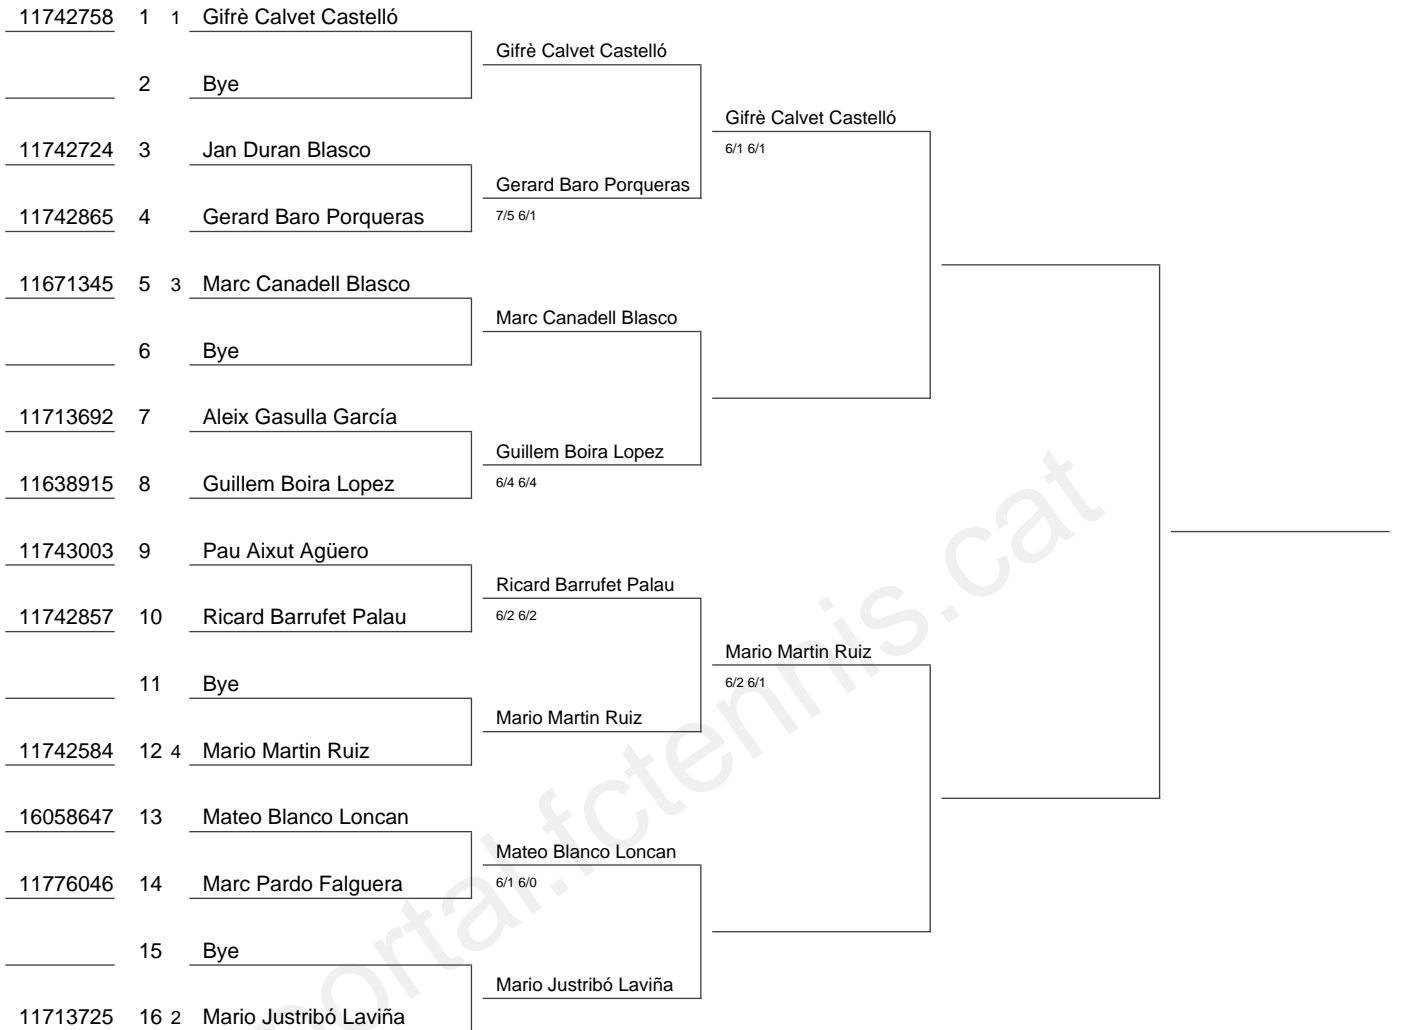 11742758 1 1 Gifrè Calvet Castelló
Gifrè Calvet Castelló
2 Bye
Gifrè Calvet Castelló
6/1 6/1
11742724 3 Jan Duran Blasco
Gerard Baro Porqueras
7/5 6/1
11742865 4 Gerard Baro Porqueras
11671345 5 3 Marc Canadell Blasco
Marc Canadell Blasco
6 Bye
11713692 7 Aleix Gasulla García
Guillem Boira Lopez
6/4 6/4
11638915 8 Guillem Boira Lopez
11743003 9 Pau Aixut Agüero
Ricard Barrufet Palau
6/2 6/2
11742857 10 Ricard Barrufet Palau
Mario Martin Ruiz
6/2 6/1
11 Bye
Mario Martin Ruiz
11742584 12 4 Mario Martin Ruiz
16058647 13 Mateo Blanco Loncan
Mateo Blanco Loncan
6/1 6/0
11776046 14 Marc Pardo Falguera
15 Bye
Mario Justribó Laviña
11713725 16 2 Mario Justribó Laviña
portal.fctennis.cat